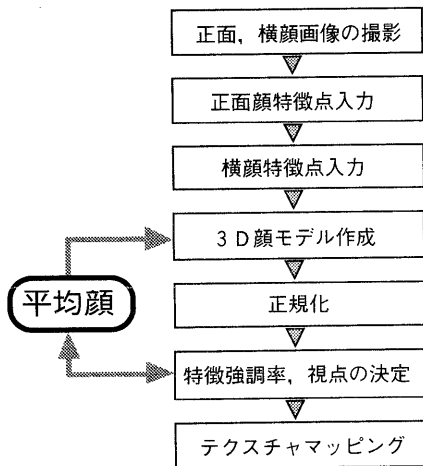 正面，横顔画像の撮影
正面顔特徴点入力
横顔特徴点入力
３Ｄ顔モデル作成
平均顔
正規化
特徴強調率，視点の決定
テクスチャマッピング